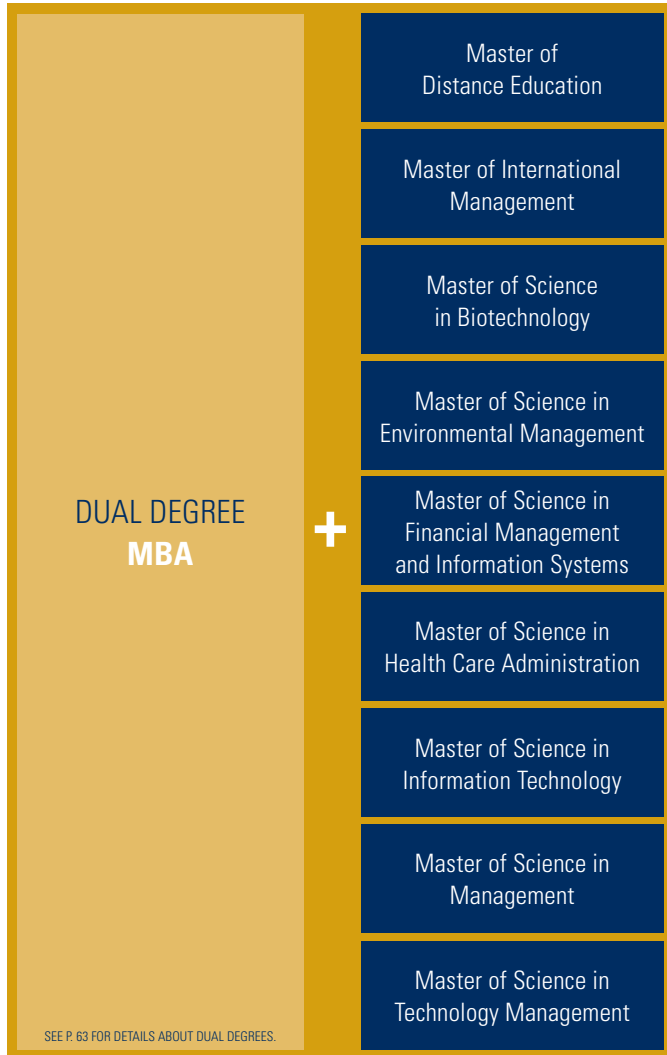 DUAL DEGREE
MBA
SEE P. 63 FOR DETAILS ABOUT DUAL DEGREES.
+
Master of
Distance Education
Master of International
Management
Master of Science
in Biotechnology
Master of Science in
Environmental Management
Master of Science in
Financial Management
and Information Systems
Master of Science in
Health Care Administration
Master of Science in
Information Technology
Master of Science in
Management
Master of Science in
Technology Management